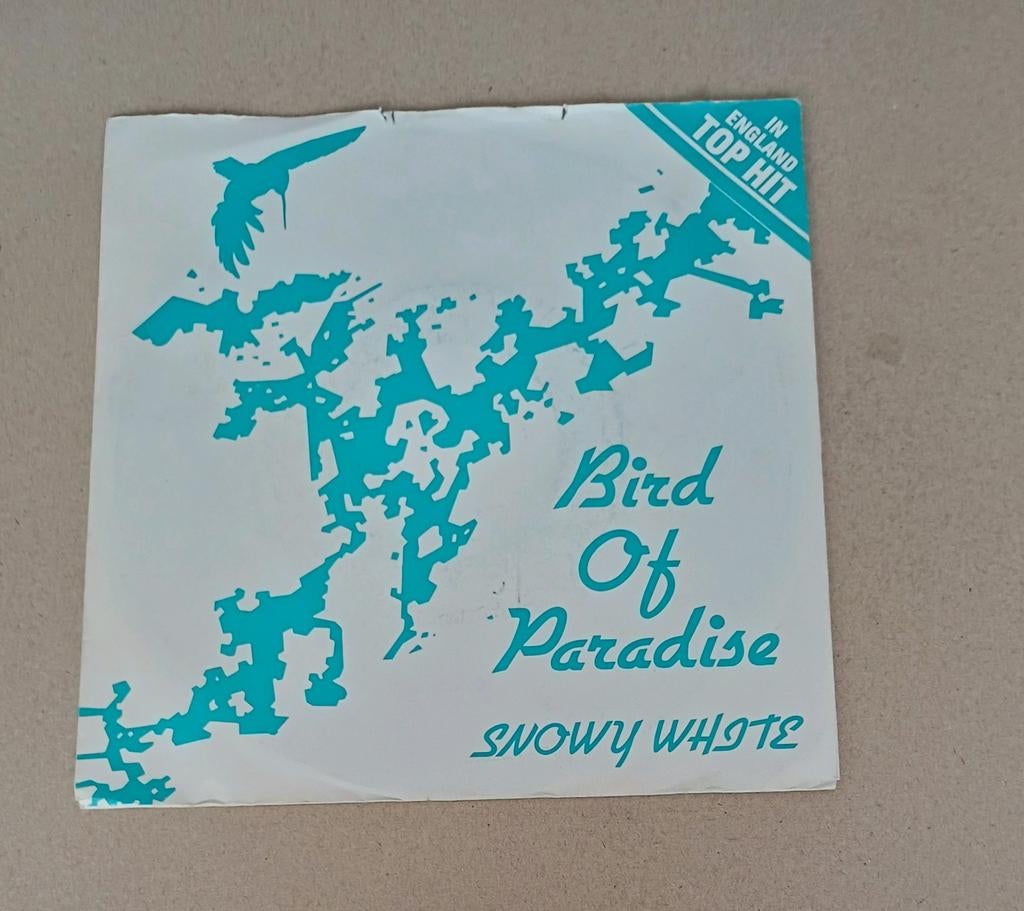 IN
ENGLAND
TOP HIT
Bird
Of
Paradise
SNOWY WHITE